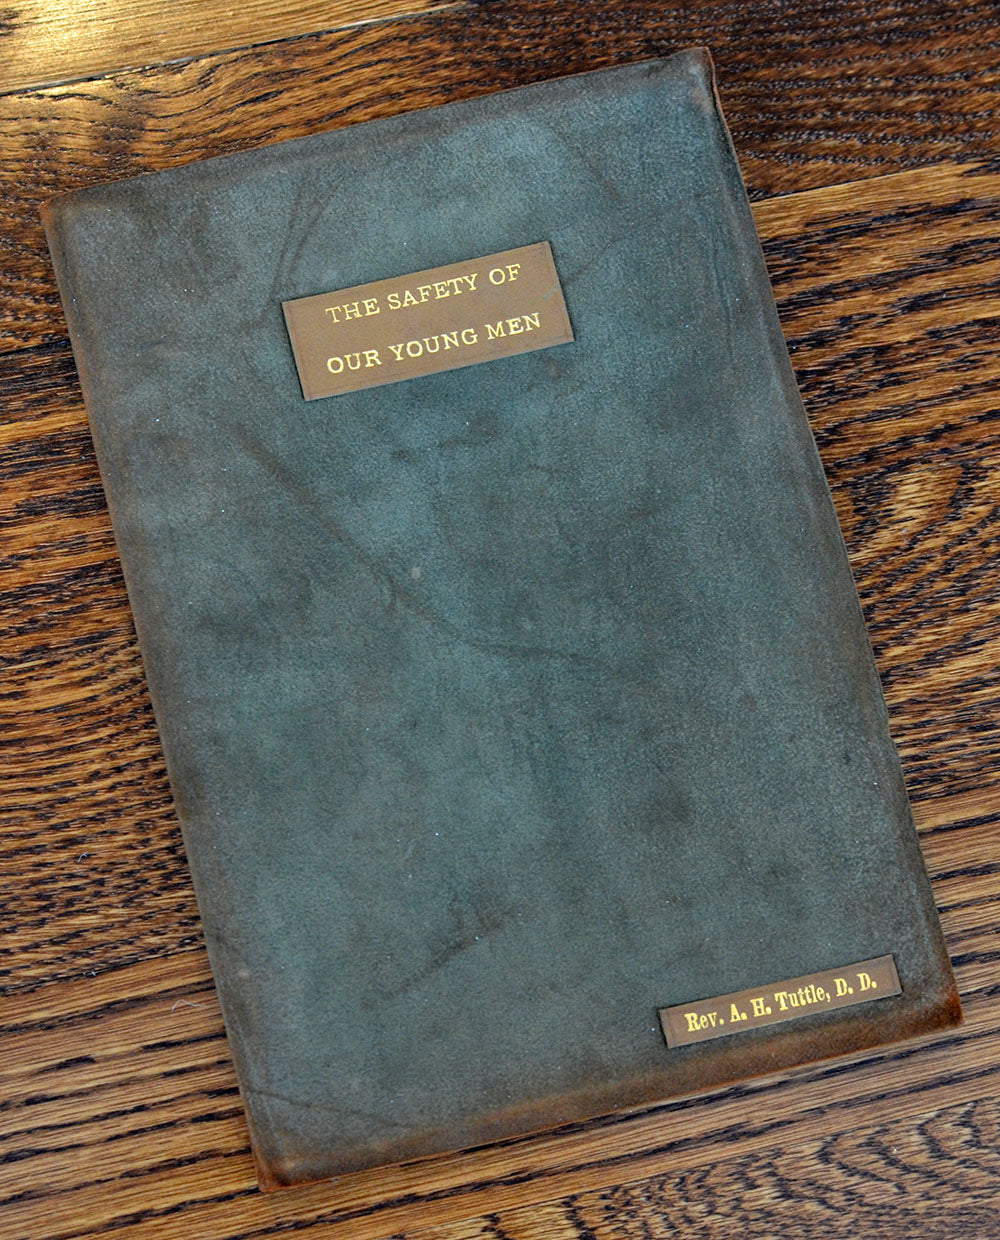 THE SAFETY OF
OUR YOUNG MEN
Rev. A. H. Tuttle, D. D.